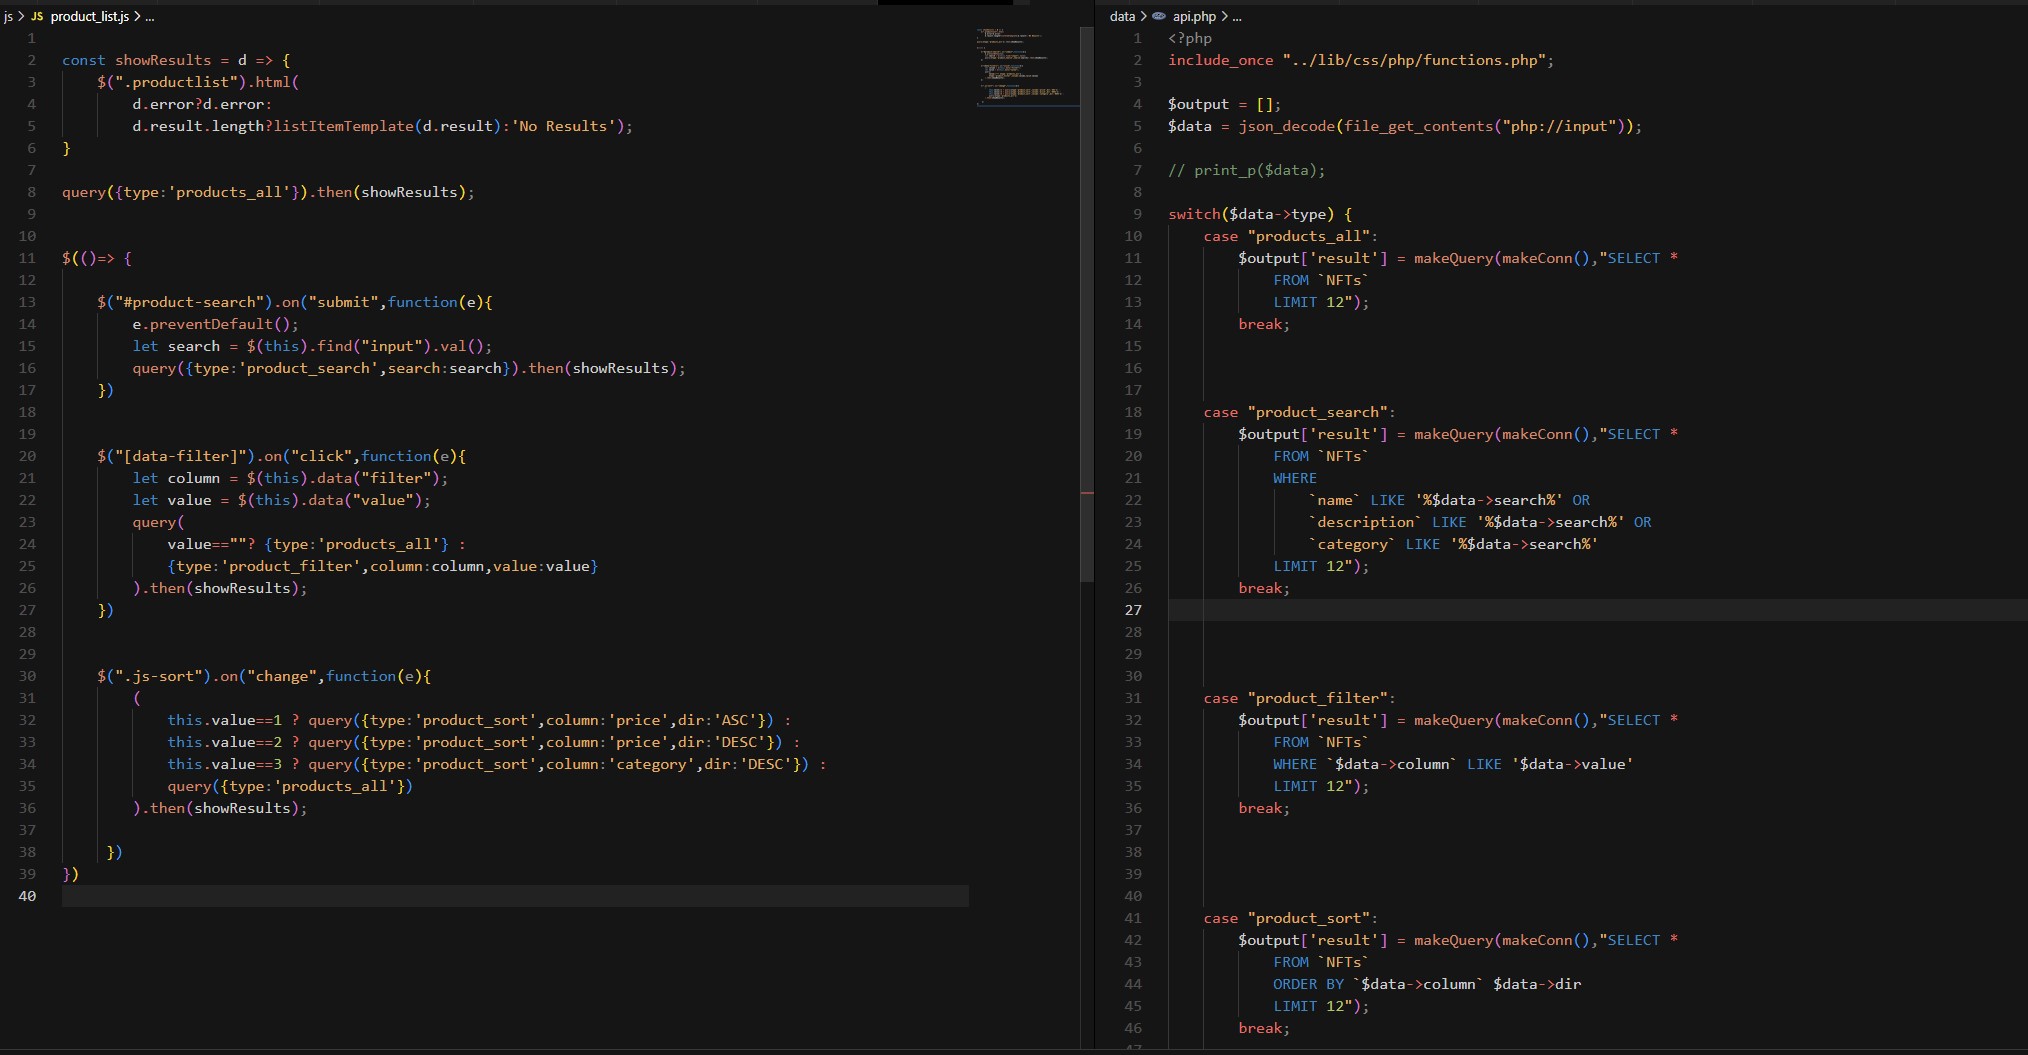 js > JS product_list.js > ...
1
2 const showResults = d => {
3 $(".productlist").html(
4 d.error?d.error:
5 d.result.length?listItemTemplate(d.result):'No Results');
6 }
7
8 query({type:'products_all'}).then(showResults);
9
10
11 $(()=> {
12
13 $("#product-search").on("submit",function(e){
14 e.preventDefault();
15 let search = $(this).find("input").val();
16 query({type:'product_search',search:search}).then(showResults);
17 })
18
19
20 $("[data-filter]").on("click",function(e){
21 let column = $(this).data("filter");
22 let value = $(this).data("value");
23 query(
24 value==""? {type:'products_all'} :
25 {type:'product_filter',column:column,value:value}
26 ).then(showResults);
27 })
28
29
30 $(".js-sort").on("change",function(e){
31 (
32 this.value==1 ? query({type:'product_sort',column:'price',dir:'ASC'}) :
33 this.value==2 ? query({type:'product_sort',column:'price',dir:'DESC'}) :
34 this.value==3 ? query({type:'product_sort',column:'category',dir:'DESC'}) :
35 query({type:'products_all'})
36 ).then(showResults);
37
38 })
39 })
40
data > api.php > ...
1 <?php
2 include_once "../lib/css/php/functions.php";
3
4 $output = [];
5 $data = json_decode(file_get_contents("php://input"));
6
7 // print_p($data);
8
9 switch($data->type) {
10 case "products_all":
11 $output['result'] = makeQuery(makeConn(),"SELECT *
12 FROM `NFTs`
13 LIMIT 12");
14 break;
15
16
17
18 case "product_search":
19 $output['result'] = makeQuery(makeConn(),"SELECT *
20 FROM `NFTs`
21 WHERE
22 `name` LIKE '%$data->search%' OR
23 `description` LIKE '%$data->search%' OR
24 `category` LIKE '%$data->search%'
25 LIMIT 12");
26 break;
27
28
29
30
31 case "product_filter":
32 $output['result'] = makeQuery(makeConn(),"SELECT *
33 FROM `NFTs`
34 WHERE `$data->column` LIKE '$data->value'
35 LIMIT 12");
36 break;
37
38
39
40
41 case "product_sort":
42 $output['result'] = makeQuery(makeConn(),"SELECT *
43 FROM `NFTs`
44 ORDER BY `$data->column` $data->dir
45 LIMIT 12");
46 break;
47